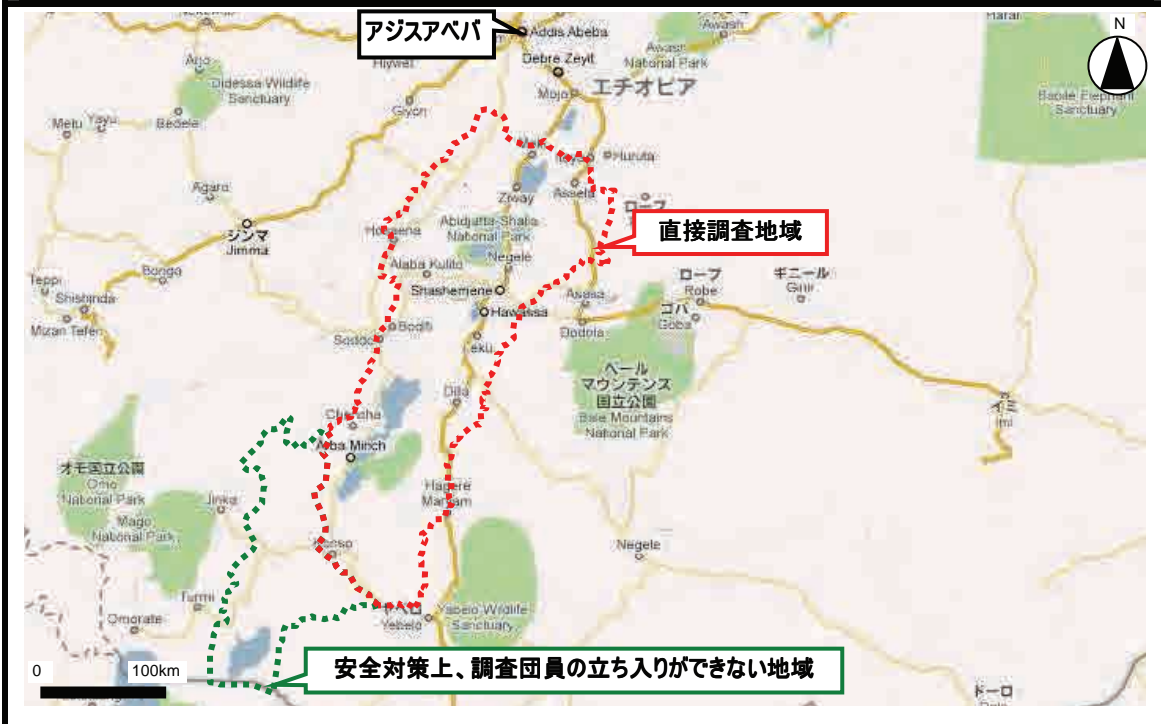 アジスアベバ
Addis Abeba
Awash
Harar
N
Hiywet
Debre Zeyit
Awash
National Park
Didessa Wildlife
Sanctuary
Mojo
エチオピア
Giyon
Babile Elephant
Sanctuary
Metu
Yayu
Bedele
Huruta
Agaro
Ziway
Assela
ジンマ
Jimma
Abidjatta-Shalla
National Park
直接調査地域
Hosaena
Negele
Alaba Kulito
Teppi
Bonga
Shishinda
Shashemene
Asasa
ローブ
Robe
ギニール
Ginir
ゴバ
Goba
Mizan Teferi
Hawassa
Dodola
Boditi
Sodo
Leku
ベール
マウンテンス
国立公園
Bale Mountains
National Park
Dilla
イミ
Imi
Chencha
Arba Minch
オモ国立公園
Omo
National Park
Jinka
Hagere
Mariam
Mago
National Park
Konso
Negele
Turmi
Omorate
ヤベロ
Yabelo
Yabelo Wildlife
Sanctuary
0
100km
安全対策上、調査団員の立ち入りができない地域
ドーロ